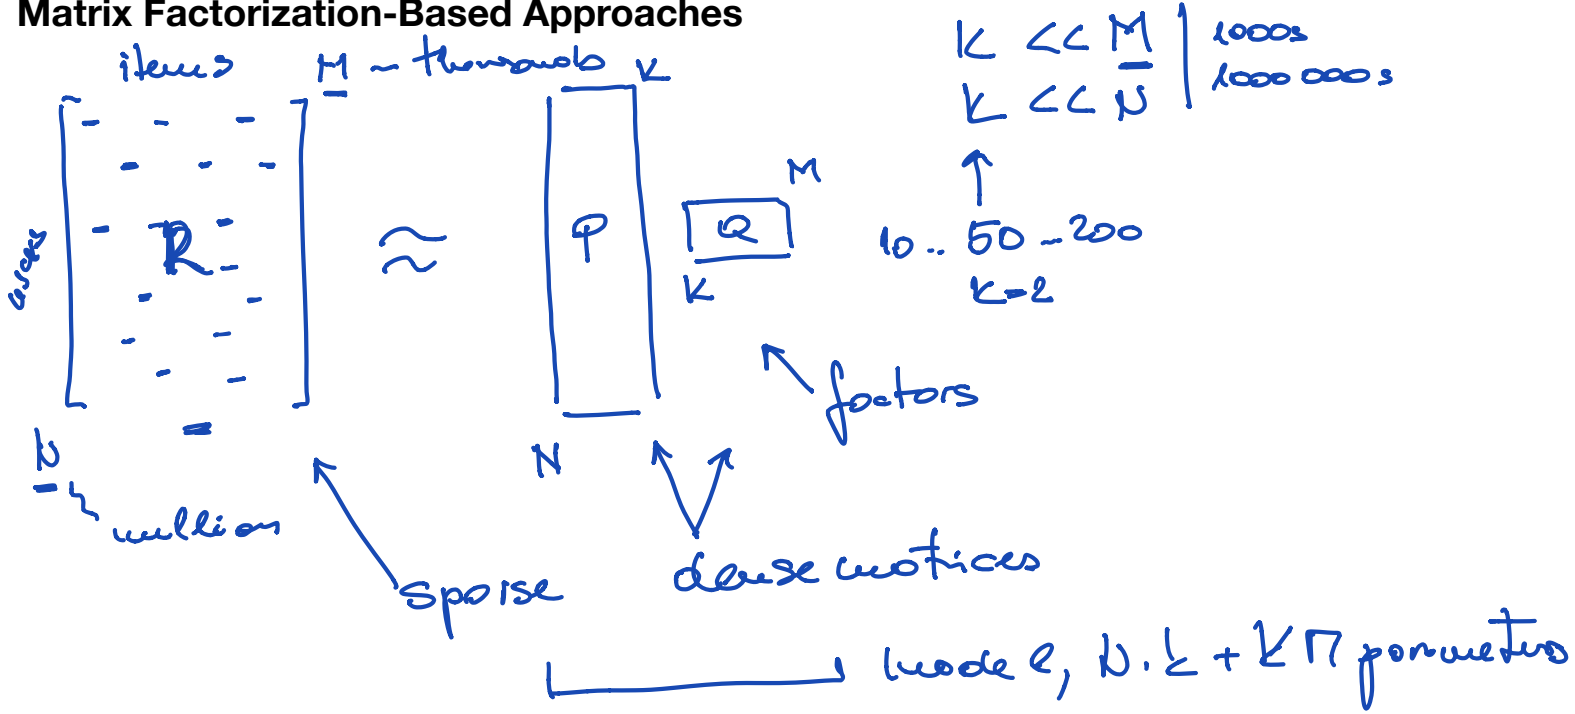 Matrix Factorization-Based Approaches
items M ~ thousands K
K << M | 1000s
K << N | 1000 000s
users
R ≈ P Q
M
K
N
10 .. 50 .. 200
K=2
factors
N
million
sparse
dense matrices
model, N·K + KM parameters